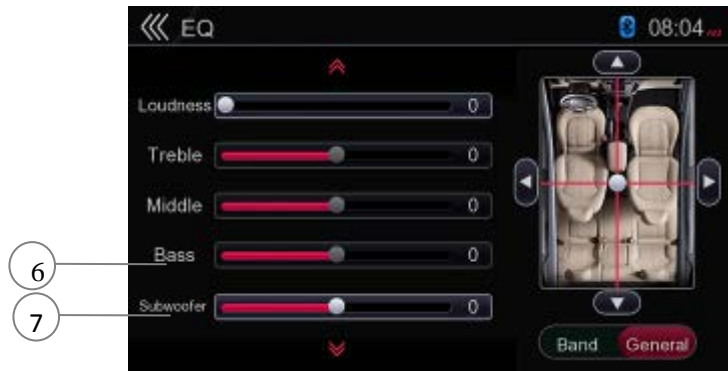 EQ 08:04
Loudness 0
Treble 0
Middle 0
Bass 0
6
Subwoofer 0
7
Band General